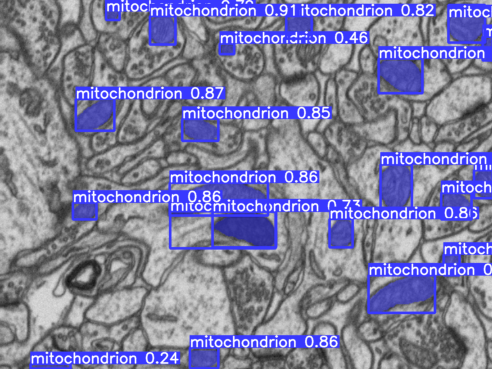 mitochondrion 0.91
itochondrion 0.82
mitochondrion 0.46
mitochondrion
mitochondrion 0.87
mitochondrion 0.85
mitochondrion
mitochondrion 0.86
mitochondrion 0.86
mitochondrion 0.73
mitochondrion 0.86
mitochondrion 0
mitochondrion 0.86
mitochondrion 0.24